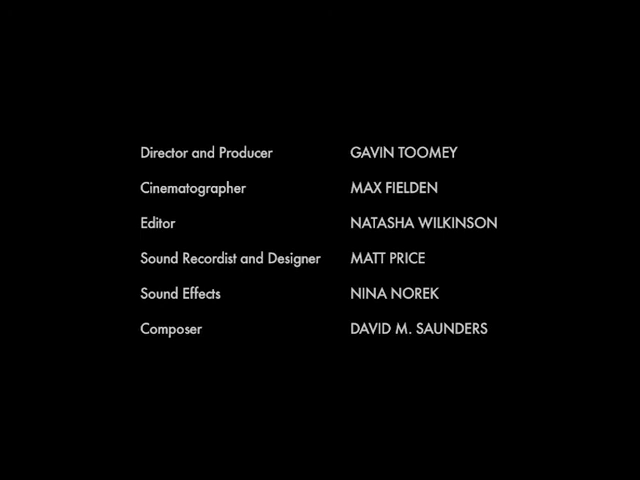 Director and Producer GAVIN TOOMEY
Cinematographer MAX FIELDEN
Editor NATASHA WILKINSON
Sound Recordist and Designer MATT PRICE
Sound Effects NINA NOREK
Composer DAVID M. SAUNDERS